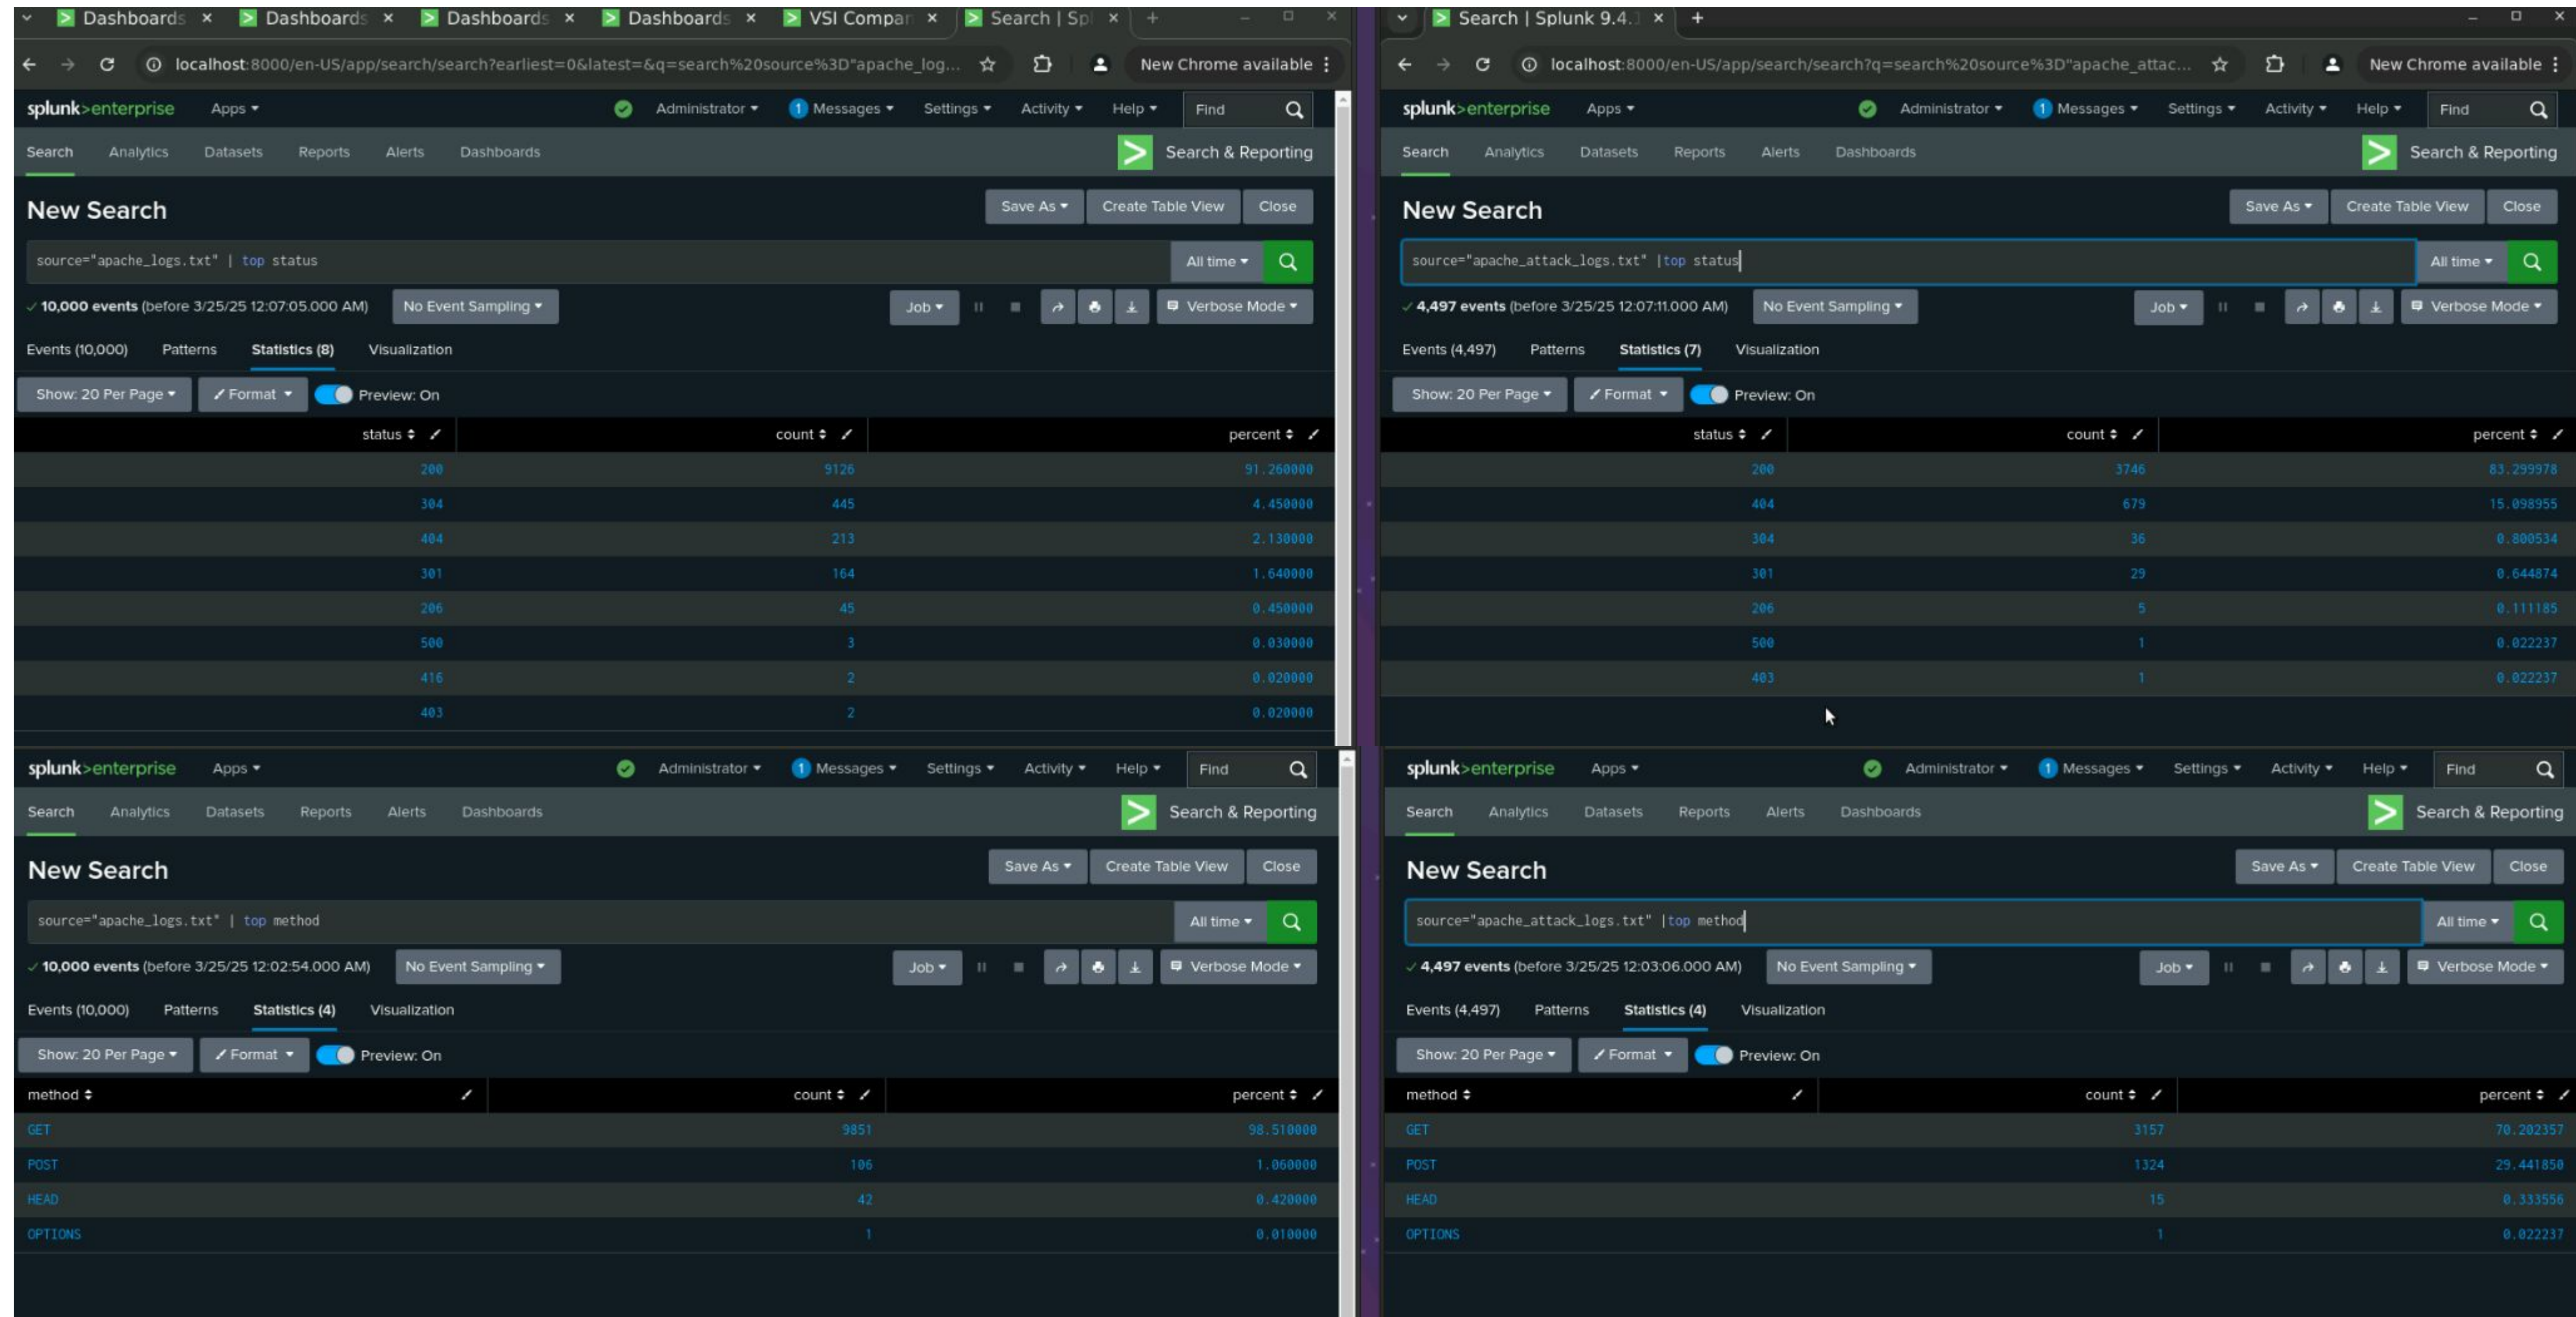 Dashboards × Dashboards × Dashboards × Dashboards × VSI Compan × Search | Spl × +
localhost:8000/en-US/app/search/search?earliest=0&latest=&q=search%20source%3D"apache_log... New Chrome available
splunk>enterprise Apps Administrator 1 Messages Settings Activity Help Find
Search Analytics Datasets Reports Alerts Dashboards Search & Reporting
New Search Save As Create Table View Close
source="apache_logs.txt" | top status All time
10,000 events (before 3/25/25 12:07:05.000 AM) No Event Sampling Job Verbose Mode
Events (10,000) Patterns Statistics (8) Visualization
Show: 20 Per Page Format Preview: On
status count percent
200 9126 91.260000
304 445 4.450000
404 213 2.130000
301 164 1.640000
206 45 0.450000
500 3 0.030000
416 2 0.020000
403 2 0.020000
Search | Splunk 9.4. × +
localhost:8000/en-US/app/search/search?q=search%20source%3D"apache_attac... New Chrome available
splunk>enterprise Apps Administrator 1 Messages Settings Activity Help Find
Search Analytics Datasets Reports Alerts Dashboards Search & Reporting
New Search Save As Create Table View Close
source="apache_attack_logs.txt" |top status All time
4,497 events (before 3/25/25 12:07:11.000 AM) No Event Sampling Job Verbose Mode
Events (4,497) Patterns Statistics (7) Visualization
Show: 20 Per Page Format Preview: On
status count percent
200 3746 83.299978
404 679 15.098955
304 36 0.800534
301 29 0.644874
206 5 0.111185
500 1 0.022237
403 1 0.022237
splunk>enterprise Apps Administrator 1 Messages Settings Activity Help Find
Search Analytics Datasets Reports Alerts Dashboards Search & Reporting
New Search Save As Create Table View Close
source="apache_logs.txt" | top method All time
10,000 events (before 3/25/25 12:02:54.000 AM) No Event Sampling Job Verbose Mode
Events (10,000) Patterns Statistics (4) Visualization
Show: 20 Per Page Format Preview: On
method count percent
GET 9851 98.510000
POST 106 1.060000
HEAD 42 0.420000
OPTIONS 1 0.010000
splunk>enterprise Apps Administrator 1 Messages Settings Activity Help Find
Search Analytics Datasets Reports Alerts Dashboards Search & Reporting
New Search Save As Create Table View Close
source="apache_attack_logs.txt" |top method All time
4,497 events (before 3/25/25 12:03:06.000 AM) No Event Sampling Job Verbose Mode
Events (4,497) Patterns Statistics (4) Visualization
Show: 20 Per Page Format Preview: On
method count percent
GET 3157 70.202357
POST 1324 29.441850
HEAD 15 0.333556
OPTIONS 1 0.022237